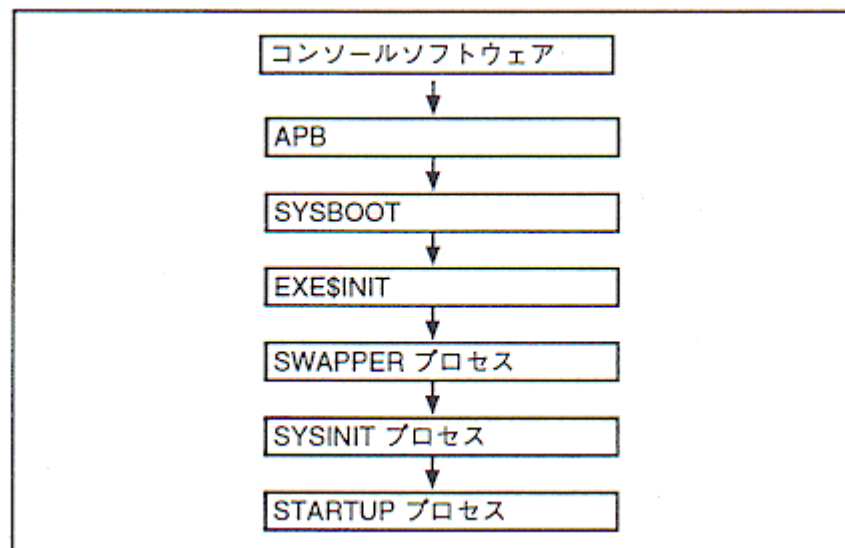 コンソールソフトウェア
APB
SYSBOOT
EXE$INIT
SWAPPER プロセス
SYSINIT プロセス
STARTUP プロセス